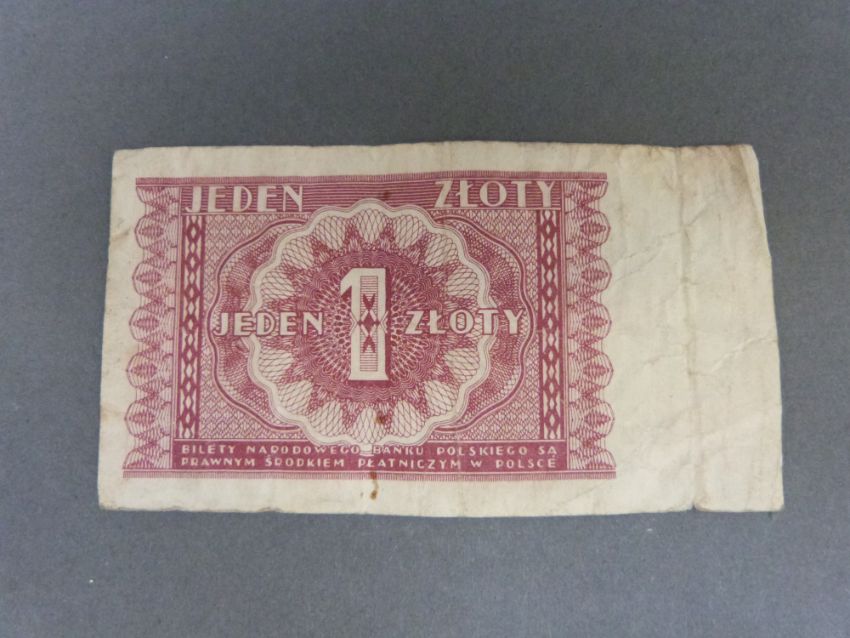 JEDEN ZŁOTY
JEDEN 1 ZŁOTY
BILETY NARODOWEGO BANKU POLSKIEGO SĄ
PRAWNYM ŚRODKIEM PŁATNICZYM W POLSCE